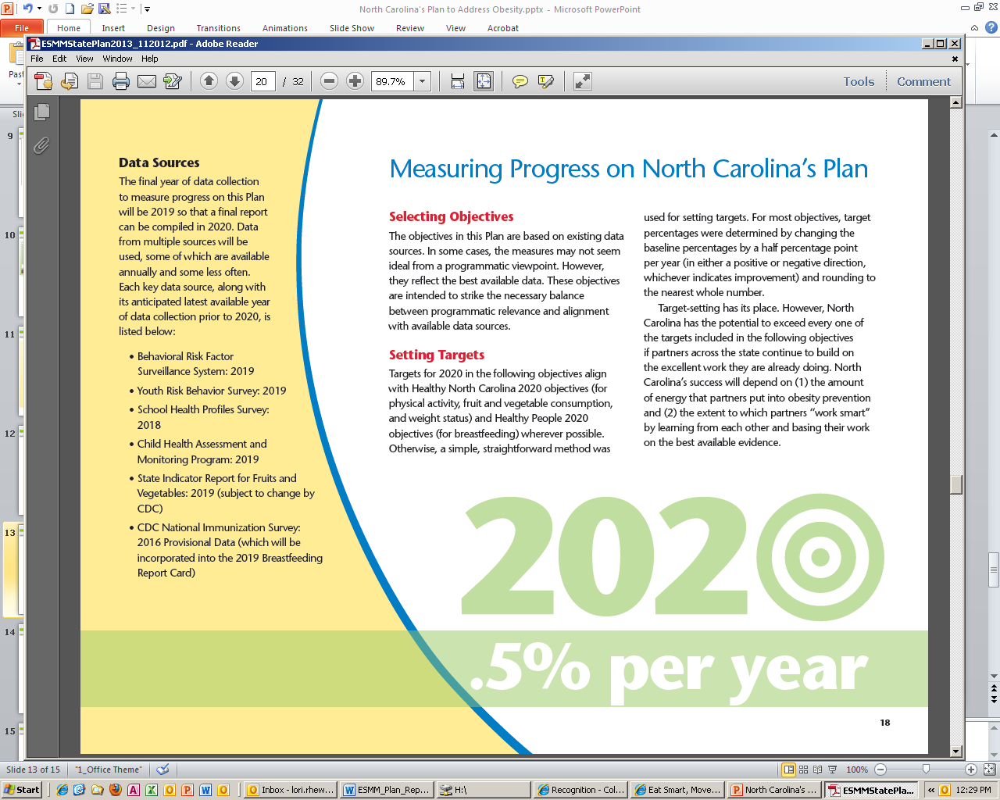 North Carolina's Plan to Address Obesity.pptx - Microsoft PowerPoint
File Home Insert Design Transitions Animations Slide Show Review View Acrobat
ESMMStatePlan2013_112012.pdf - Adobe Reader
File Edit View Window Help
20 / 32 89.7% Tools Comment
Past
Sli
9
10
11
12
13
14
15
Data Sources
The final year of data collection
to measure progress on this Plan
will be 2019 so that a final report
can be compiled in 2020. Data
from multiple sources will be
used, some of which are available
annually and some less often.
Each key data source, along with
its anticipated latest available year
of data collection prior to 2020, is
listed below:
• Behavioral Risk Factor
Surveillance System: 2019
• Youth Risk Behavior Survey: 2019
• School Health Profiles Survey:
2018
• Child Health Assessment and
Monitoring Program: 2019
• State Indicator Report for Fruits and
Vegetables: 2019 (subject to change by
CDC)
• CDC National Immunization Survey:
2016 Provisional Data (which will be
incorporated into the 2019 Breastfeeding
Report Card)
Measuring Progress on North Carolina's Plan
Selecting Objectives
The objectives in this Plan are based on existing data
sources. In some cases, the measures may not seem
ideal from a programmatic viewpoint. However,
they reflect the best available data. These objectives
are intended to strike the necessary balance
between programmatic relevance and alignment
with available data sources.
Setting Targets
Targets for 2020 in the following objectives align
with Healthy North Carolina 2020 objectives (for
physical activity, fruit and vegetable consumption,
and weight status) and Healthy People 2020
objectives (for breastfeeding) wherever possible.
Otherwise, a simple, straightforward method was
used for setting targets. For most objectives, target
percentages were determined by changing the
baseline percentages by a half percentage point
per year (in either a positive or negative direction,
whichever indicates improvement) and rounding to
the nearest whole number.
Target-setting has its place. However, North
Carolina has the potential to exceed every one of
the targets included in the following objectives
if partners across the state continue to build on
the excellent work they are already doing. North
Carolina's success will depend on (1) the amount
of energy that partners put into obesity prevention
and (2) the extent to which partners "work smart"
by learning from each other and basing their work
on the best available evidence.
2020
.5% per year
18
Slide 13 of 15 "1_Office Theme" 100%
Start Inbox - lori.rhew... ESMM_Plan_Rep... H:\ Recognition - Col... Eat Smart, Move... North Carolina's ... ESMMStatePla... 12:29 PM